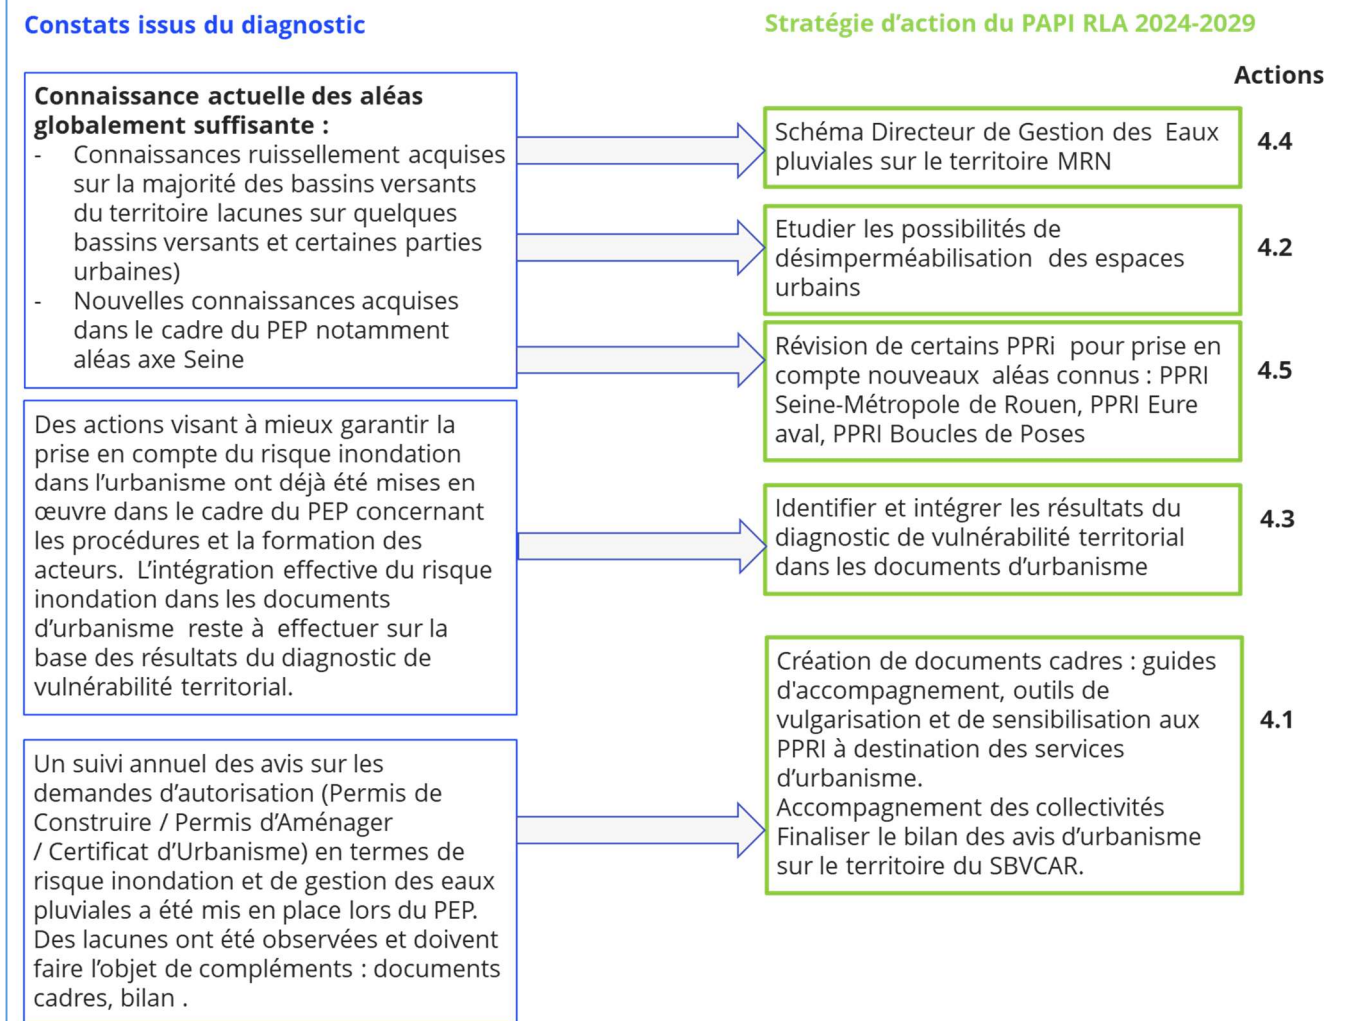 Constats issus du diagnostic
Stratégie d’action du PAPI RLA 2024-2029
Actions
Connaissance actuelle des aléas
globalement suffisante :
- Connaissances ruissellement acquises
sur la majorité des bassins versants
du territoire lacunes sur quelques
bassins versants et certaines parties
urbaines)
- Nouvelles connaissances acquises
dans le cadre du PEP notamment
aléas axe Seine
Schéma Directeur de Gestion des Eaux
pluviales sur le territoire MRN
4.4
Etudier les possibilités de
désimperméabilisation des espaces
urbains
4.2
Révision de certains PPRi pour prise en
compte nouveaux aléas connus : PPRI
Seine-Métropole de Rouen, PPRI Eure
aval, PPRI Boucles de Poses
4.5
Des actions visant à mieux garantir la
prise en compte du risque inondation
dans l’urbanisme ont déjà été mises en
œuvre dans le cadre du PEP concernant
les procédures et la formation des
acteurs. L’intégration effective du risque
inondation dans les documents
d’urbanisme reste à effectuer sur la
base des résultats du diagnostic de
vulnérabilité territorial.
Identifier et intégrer les résultats du
diagnostic de vulnérabilité territorial
dans les documents d’urbanisme
4.3
Un suivi annuel des avis sur les
demandes d’autorisation (Permis de
Construire / Permis d’Aménager
/ Certificat d’Urbanisme) en termes de
risque inondation et de gestion des eaux
pluviales a été mis en place lors du PEP.
Des lacunes ont été observées et doivent
faire l’objet de compléments : documents
cadres, bilan .
Création de documents cadres : guides
d'accompagnement, outils de
vulgarisation et de sensibilisation aux
PPRI à destination des services
d’urbanisme.
Accompagnement des collectivités
Finaliser le bilan des avis d’urbanisme
sur le territoire du SBVCAR.
4.1